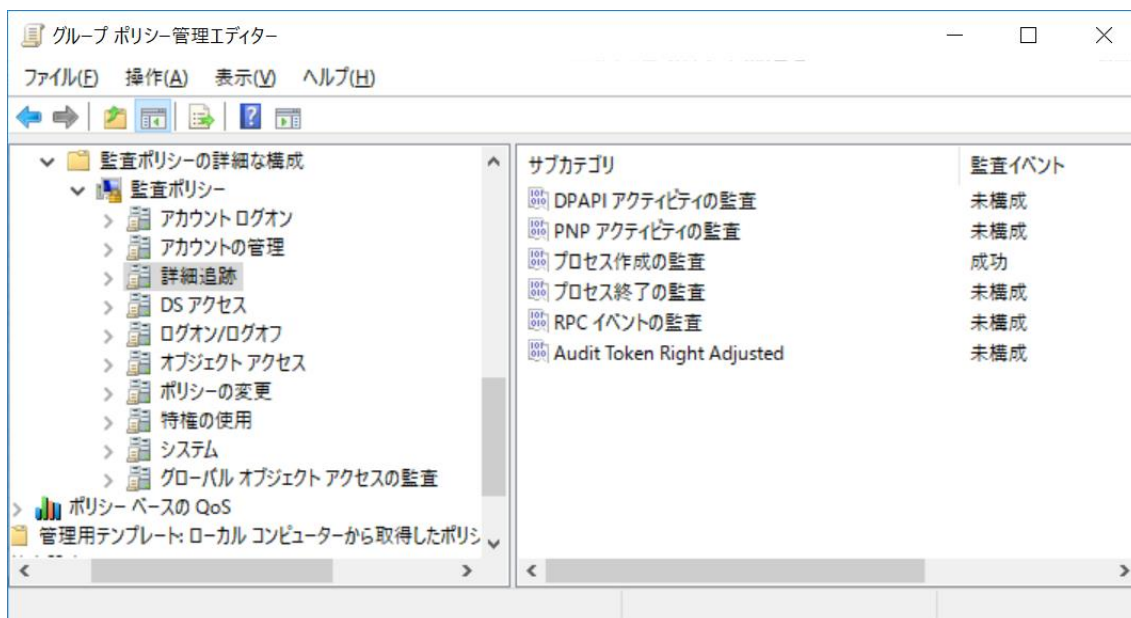 グループ ポリシー管理エディター
ファイル(F) 操作(A) 表示(V) ヘルプ(H)
監査ポリシーの詳細な構成
監査ポリシー
アカウント ログオン
アカウントの管理
詳細追跡
DS アクセス
ログオン/ログオフ
オブジェクト アクセス
ポリシーの変更
特権の使用
システム
グローバル オブジェクト アクセスの監査
ポリシー ベースの QoS
管理用テンプレート: ローカル コンピューターから取得したポリシ
サブカテゴリ 監査イベント
DPAPI アクティビティの監査 未構成
PNP アクティビティの監査 未構成
プロセス作成の監査 成功
プロセス終了の監査 未構成
RPC イベントの監査 未構成
Audit Token Right Adjusted 未構成